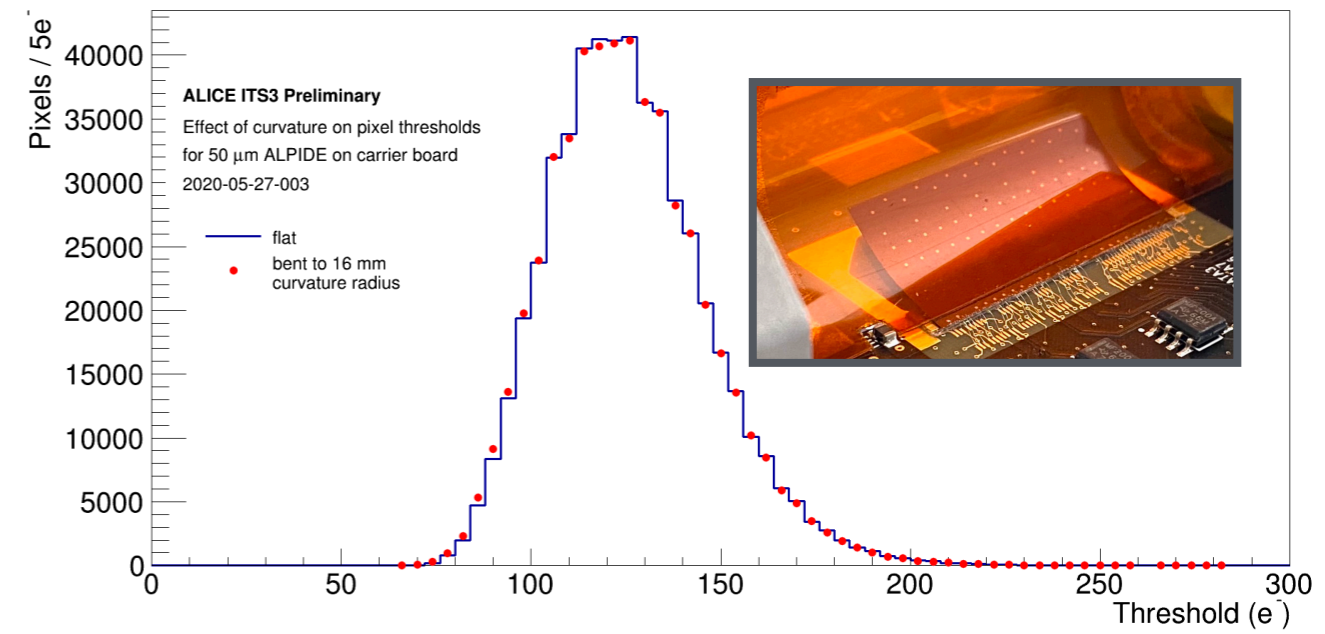 Pixels / 5e-
40000
35000
30000
25000
20000
15000
10000
5000
0
ALICE ITS3 Preliminary
Effect of curvature on pixel thresholds
for 50 μm ALPIDE on carrier board
2020-05-27-003
flat
bent to 16 mm
curvature radius
0 50 100 150 200 250 300
Threshold (e-)